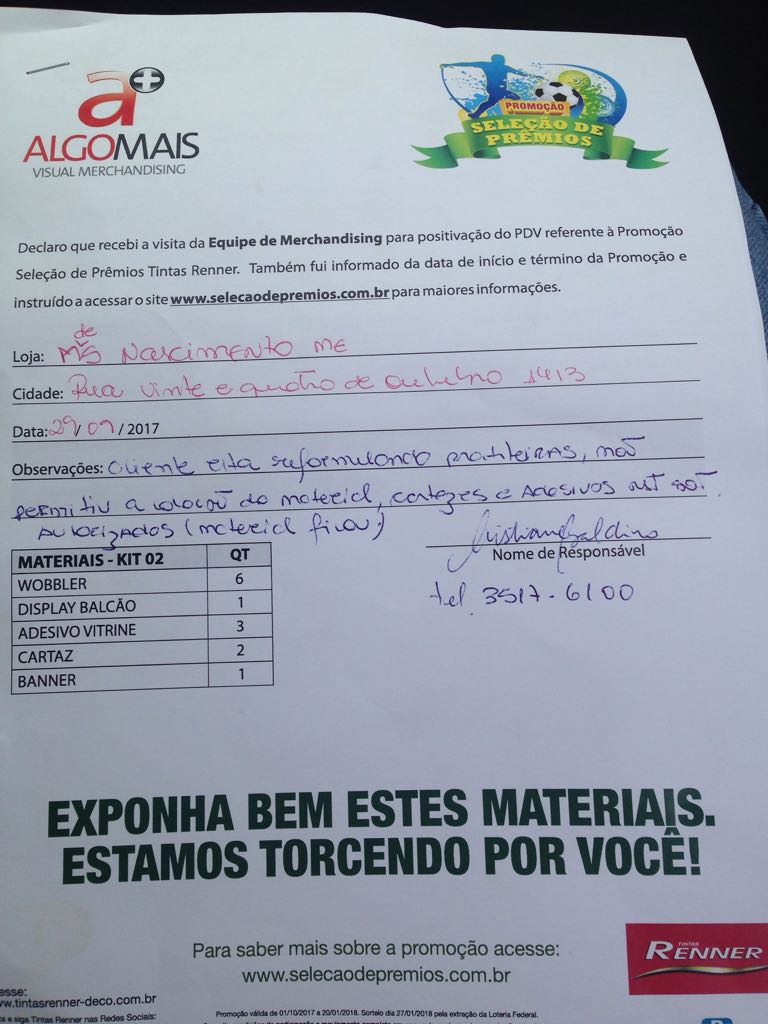 a+
ALGOMAIS
VISUAL MERCHANDISING
PROMOÇÃO
SELEÇÃO DE
PRÊMIOS
Declaro que recebi a visita da Equipe de Merchandising para positivação do PDV referente à Promoção
Seleção de Prêmios Tintas Renner. Também fui informado da data de início e término da Promoção e
instruído a acessar o site www.selecaodepremios.com.br para maiores informações.
Loja: MS de Nascimento ME
Cidade: Rua vinte e quatro de outubro 1413
Data: 29/09/2017
Observações: Cliente esta reformulando prateleiras, não
permitiu a colocação do material, cartazes e adesivos não são
autorizados (material ficou)
Nome de Responsável
tel 3517-6100
MATERIAIS - KIT 02 QT
WOBBLER 6
DISPLAY BALCÃO 1
ADESIVO VITRINE 3
CARTAZ 2
BANNER 1
EXPONHA BEM ESTES MATERIAIS.
ESTAMOS TORCENDO POR VOCÊ!
TINTAS
RENNER
Para saber mais sobre a promoção acesse:
www.selecaodepremios.com.br
esse:
ww.tintasrenner-deco.com.br
a e siga Tintas Renner nas Redes Sociais:
Promoção válida de 01/10/2017 a 20/01/2018. Sorteio dia 27/01/2018 pela extração da Loteria Federal.